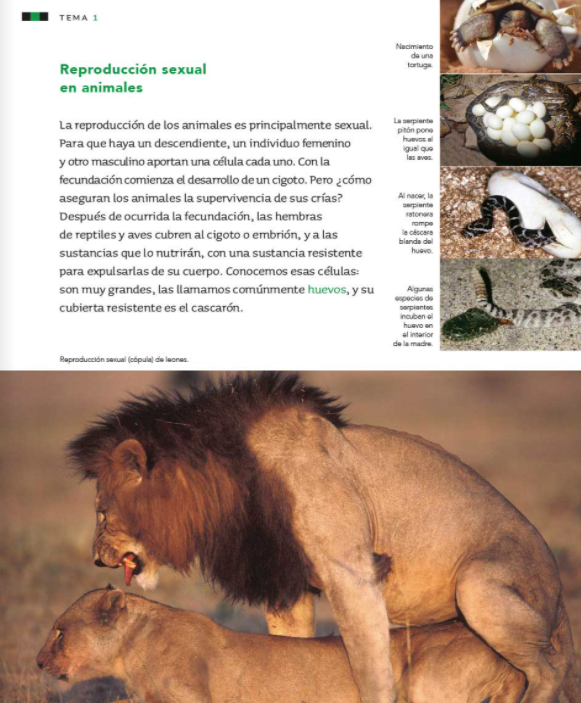 TEMA 1
Reproducción sexual
en animales
La reproducción de los animales es principalmente sexual.
Para que haya un descendiente, un individuo femenino
y otro masculino aportan una célula cada uno. Con la
fecundación comienza el desarrollo de un cigoto. Pero ¿cómo
aseguran los animales la supervivencia de sus crías?
Después de ocurrida la fecundación, las hembras
de reptiles y aves cubren al cigoto o embrión, y a las
sustancias que lo nutrirán, con una sustancia resistente
para expulsarlas de su cuerpo. Conocemos esas células:
son muy grandes, las llamamos comúnmente huevos, y su
cubierta resistente es el cascarón.
Nacimiento
de una
tortuga.
La serpiente
pitón pone
huevos al
igual que
las aves.
Al nacer, la
serpiente
ratonera
rompe
la cáscara
blanda del
huevo.
Algunas
especies de
serpientes
incuban el
huevo en
el interior
de la madre.
Reproducción sexual (cópula) de leones.